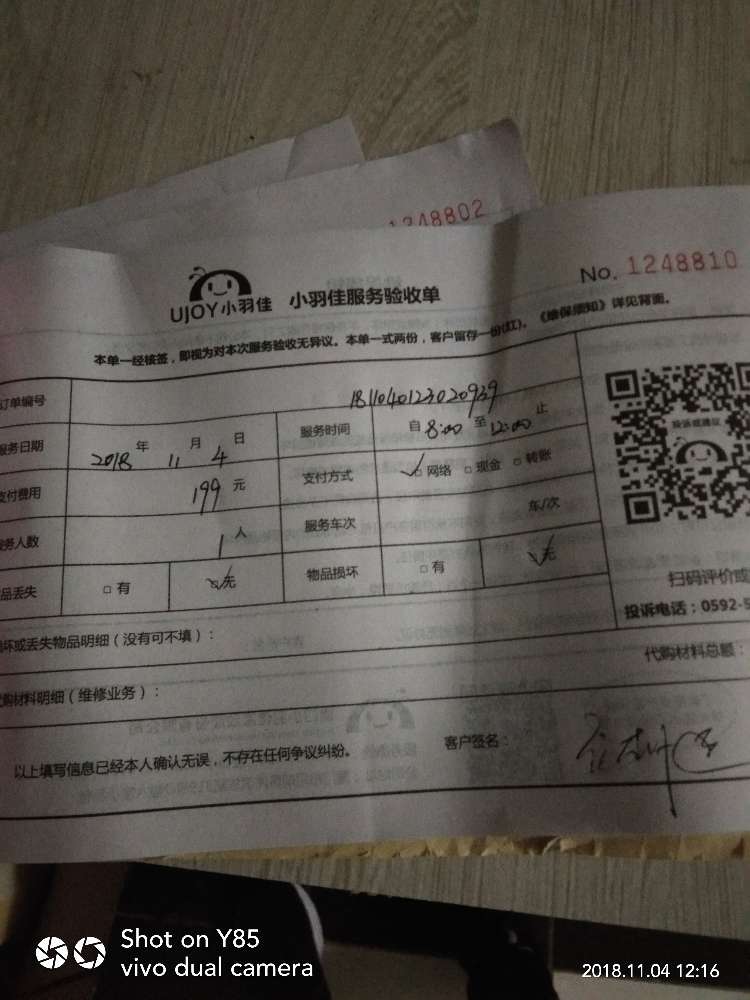 1248802
No. 1248810
UJOY小羽佳 小羽佳服务验收单
本单一经核签，即视为对本次服务验收无异议。本单一式两份，客户留存一份(红)。《维保须知》详见背面。
订单编号 1811040123020939
服务日期 2018 年 11 月 4 日 服务时间 自 8:00 至 12:00 止
支付费用 199 元 支付方式 ☑网络 □现金 □转账
服务人数 1 人 服务车次 车/次
品丢失 □有 ☑无 物品损坏 □有 ☑无
投诉或建议
扫码评价或
投诉电话：0592-5
损坏或丢失物品明细（没有可不填）：
代购材料明细（维修业务）： 代购材料总额：
以上填写信息已经本人确认无误，不存在任何争议纠纷。 客户签名：
Shot on Y85
vivo dual camera
2018.11.04 12:16